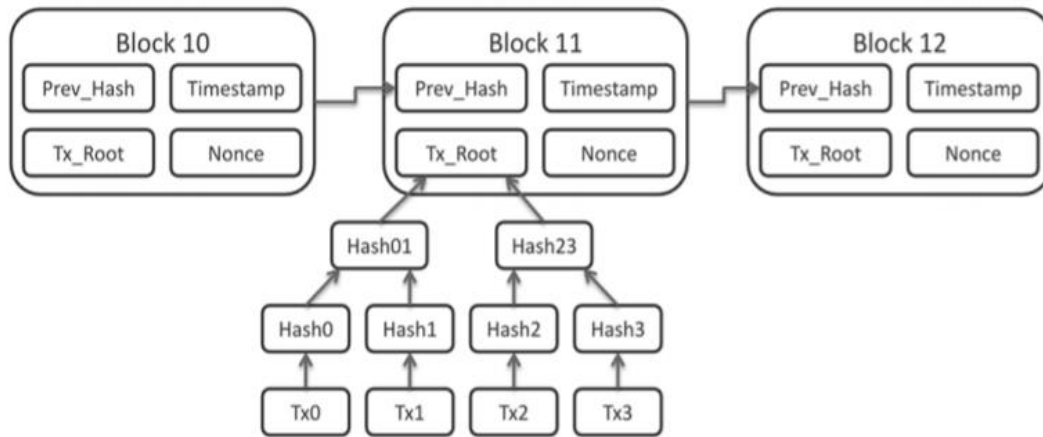 Block 10
Block 11
Block 12
Prev_Hash Timestamp
Prev_Hash Timestamp
Prev_Hash Timestamp
Tx_Root Nonce
Tx_Root Nonce
Tx_Root Nonce
Hash01 Hash23
Hash0 Hash1 Hash2 Hash3
Tx0 Tx1 Tx2 Tx3